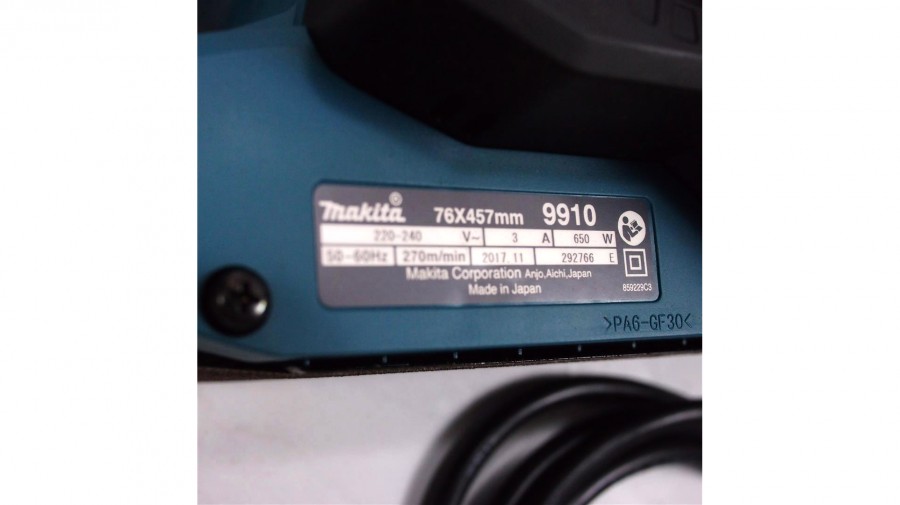 makita® 76X457mm 9910
220-240 V~ 3 A 650 W
50-60Hz 270m/min 2017.11 292766 E
Makita Corporation Anjo,Aichi,Japan
Made in Japan
859229C3
>PA6-GF30<